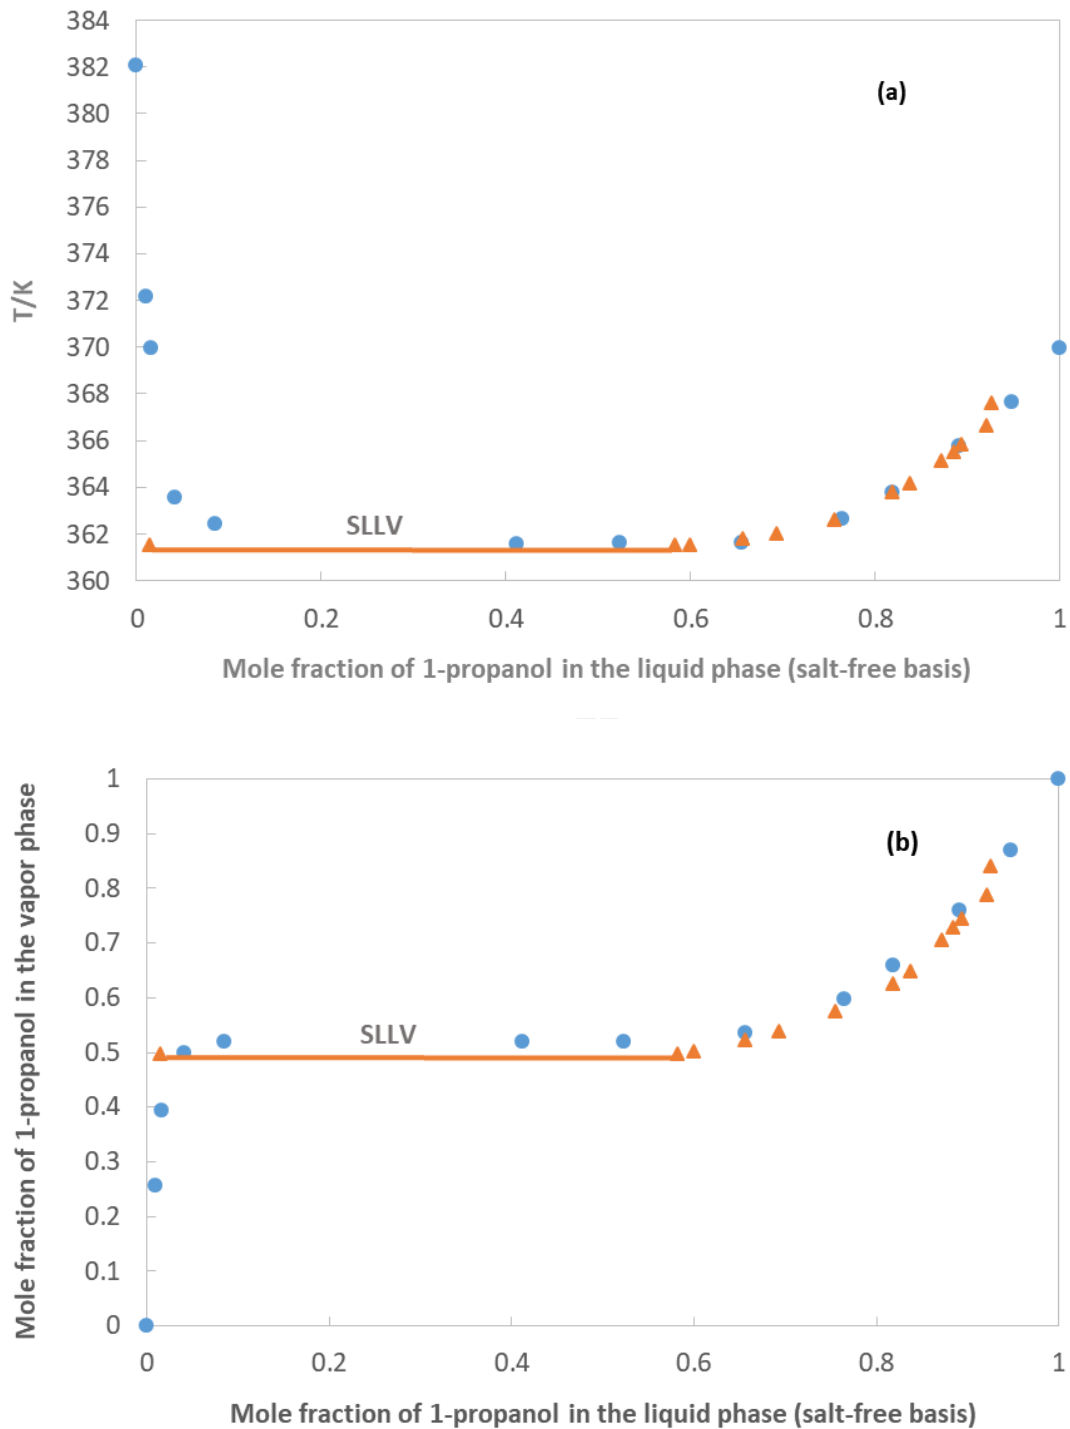 384
382
380
378
376
374
372
370
368
366
364
362
360
T/K
(a)
SLLV
0 0.2 0.4 0.6 0.8 1
Mole fraction of 1-propanol in the liquid phase (salt-free basis)
1
0.9
0.8
0.7
0.6
0.5
0.4
0.3
0.2
0.1
0
Mole fraction of 1-propanol in the vapor phase
(b)
SLLV
0 0.2 0.4 0.6 0.8 1
Mole fraction of 1-propanol in the liquid phase (salt-free basis)